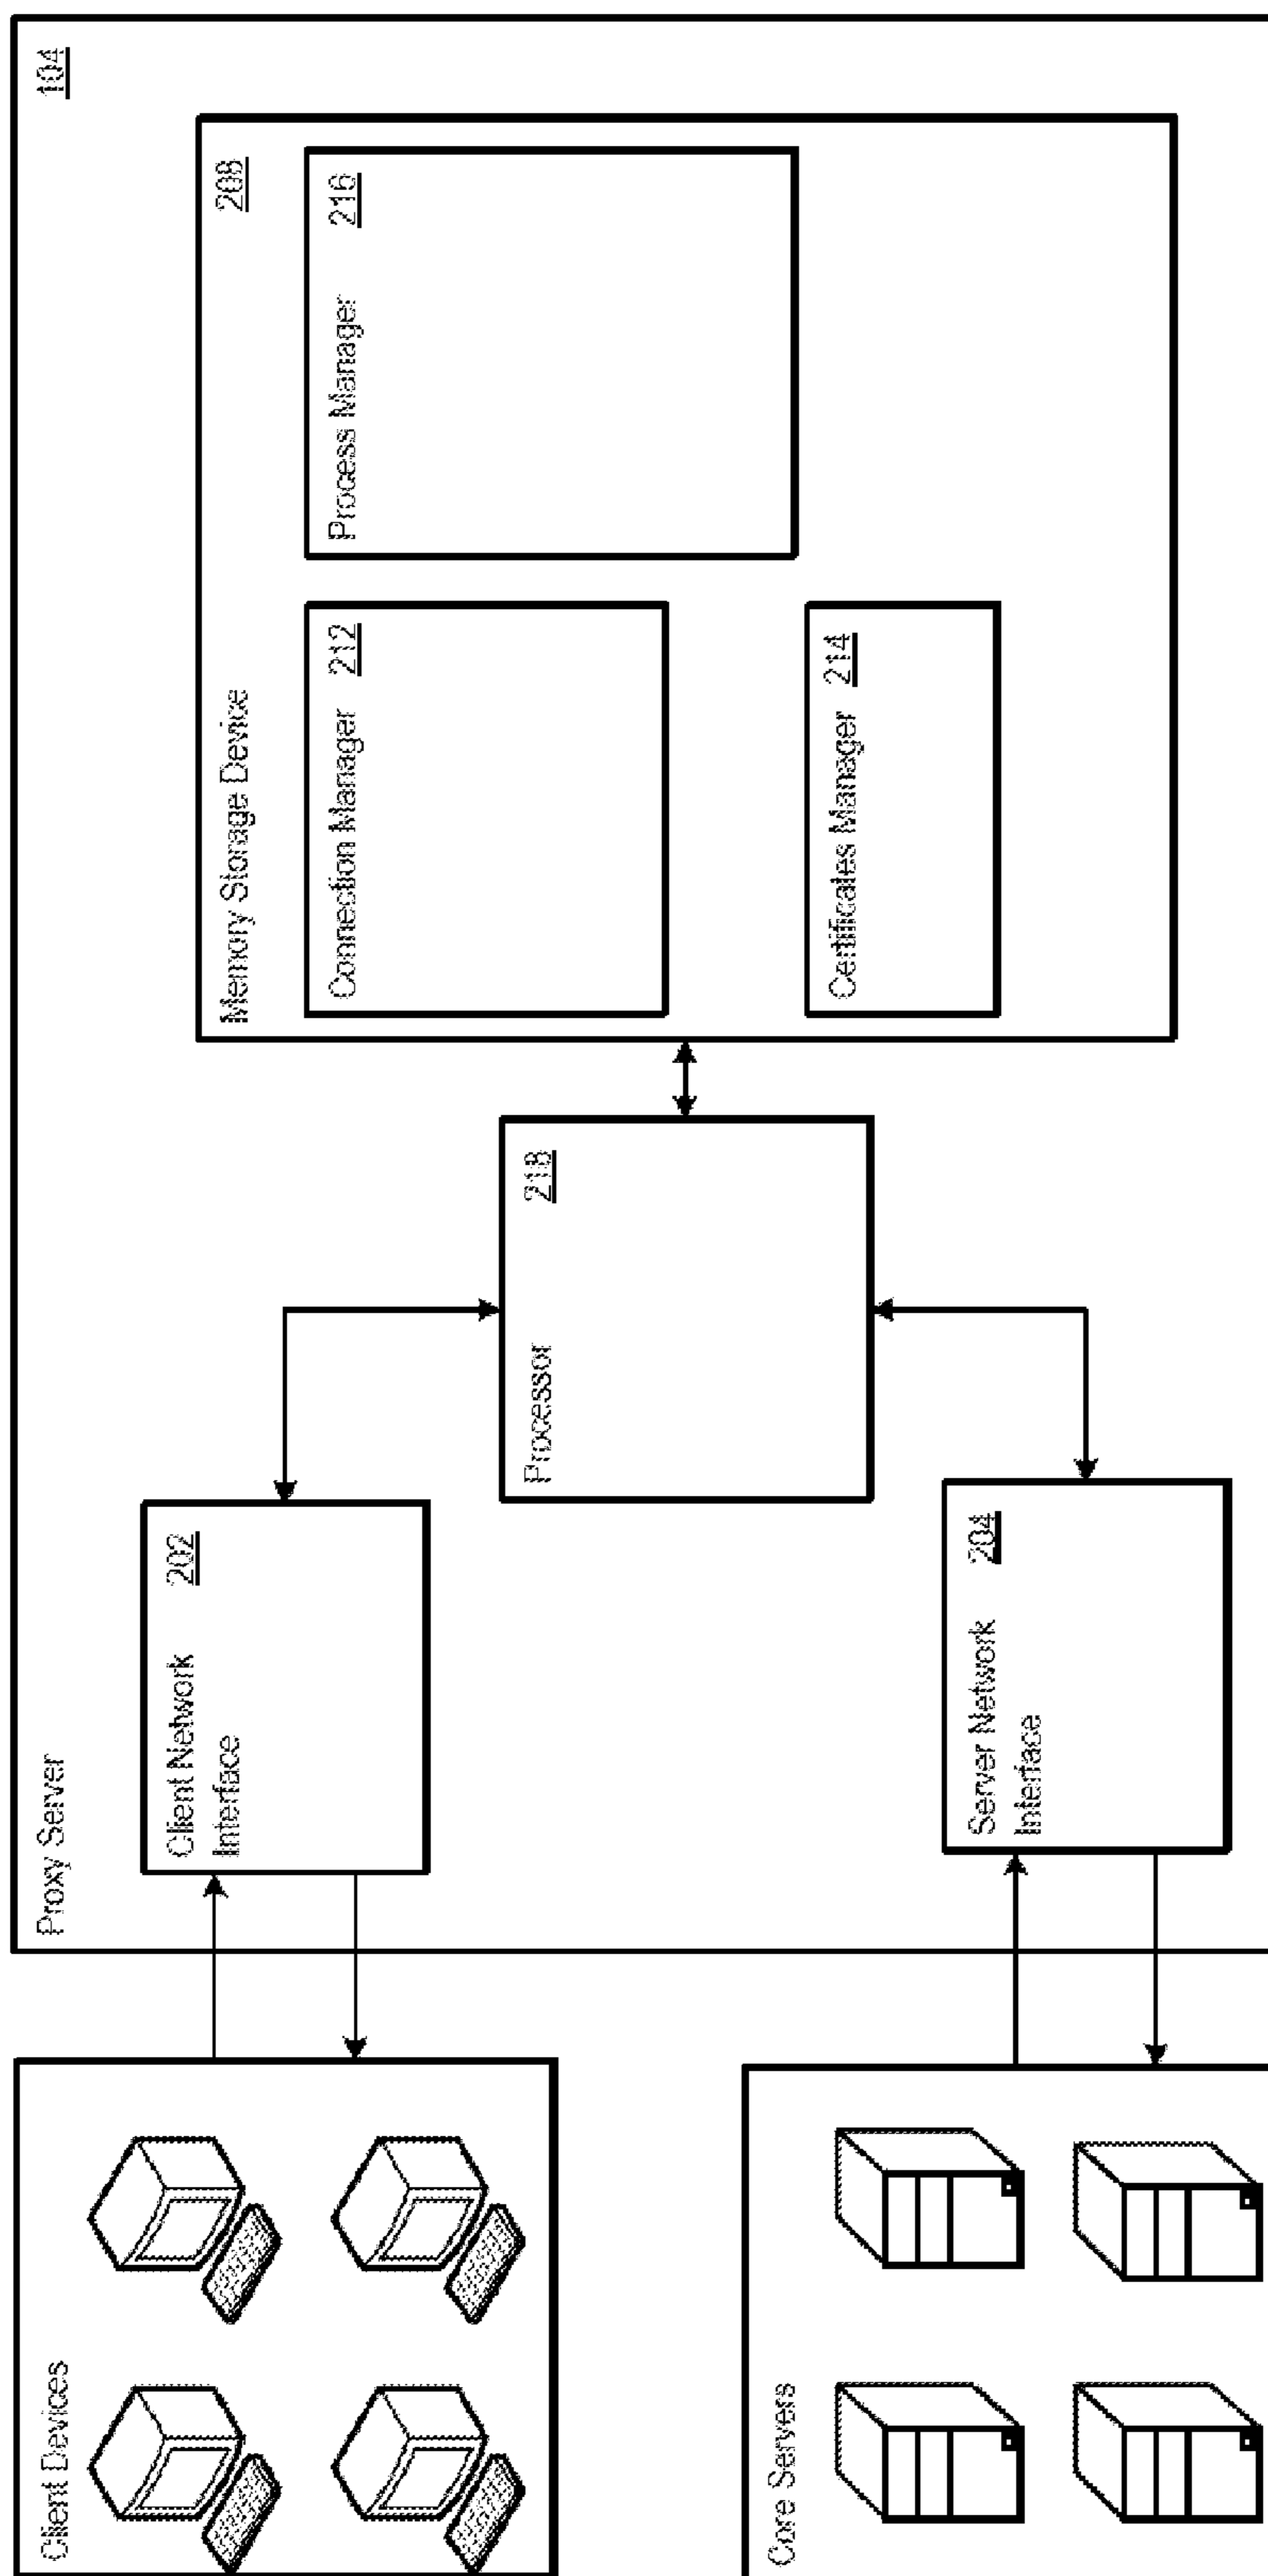 Proxy Server
104
Client Devices
Client Network
Interface
202
Processor
218
Memory Storage Device
208
Connection Manager
212
Process Manager
216
Certificates Manager
214
Core Servers
Server Network
Interface
204